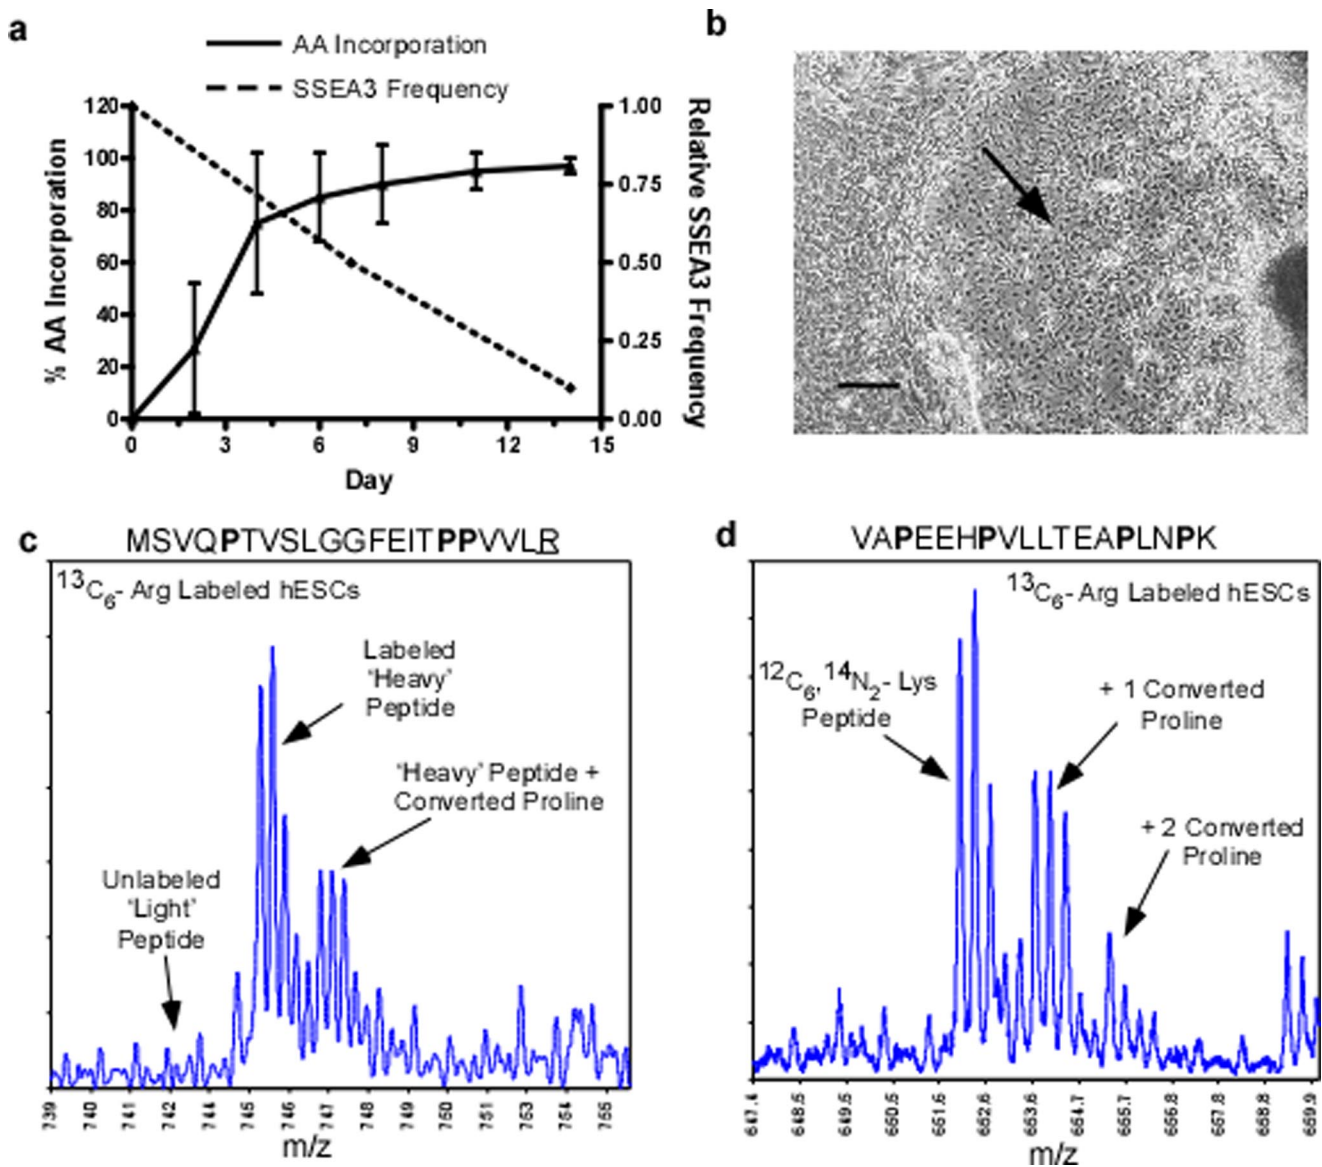 a
AA Incorporation
SSEA3 Frequency
% AA Incorporation
120
100
80
60
40
20
0
0 3 6 9 12 15
Day
1.00
0.75
0.50
0.25
0.00
Relative SSEA3 Frequency
b
c
MSVQPTVSLGGFEITPPVVLR
13C6- Arg Labeled hESCs
Labeled
'Heavy'
Peptide
'Heavy' Peptide +
Converted Proline
Unlabeled
'Light'
Peptide
739 740 741 742 744 745 746 747 748 749 750 751 753 754 755
m/z
d
VAPEEHPVLLTEAPLNPK
13C6- Arg Labeled hESCs
12C6, 14N2- Lys
Peptide
+ 1 Converted
Proline
+ 2 Converted
Proline
647.4 648.5 649.5 650.5 651.6 652.6 653.6 654.7 655.7 656.8 657.8 658.8 659.9
m/z